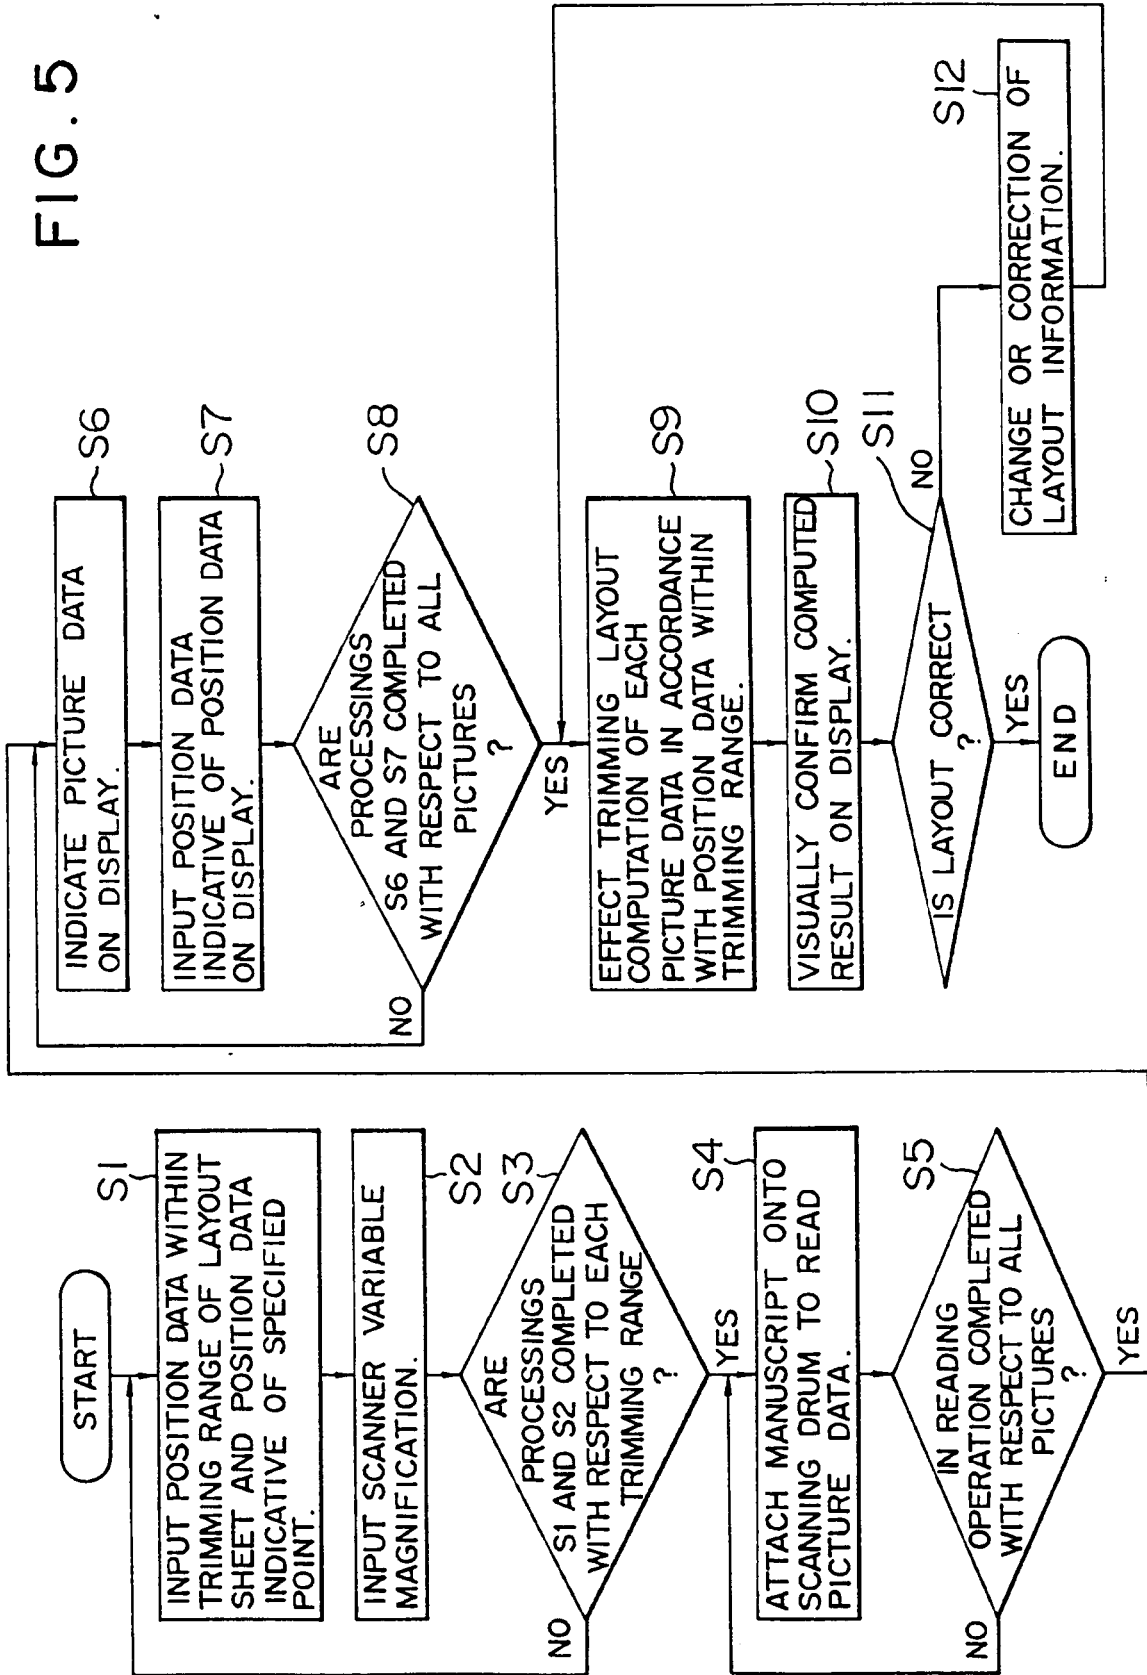 FIG. 5
START
S1
INPUT POSITION DATA WITHIN
TRIMMING RANGE OF LAYOUT
SHEET AND POSITION DATA
INDICATIVE OF SPECIFIED
POINT.
S2
INPUT SCANNER VARIABLE
MAGNIFICATION.
S3
ARE
PROCESSINGS
S1 AND S2 COMPLETED
WITH RESPECT TO EACH
TRIMMING RANGE
?
NO
YES
S4
ATTACH MANUSCRIPT ONTO
SCANNING DRUM TO READ
PICTURE DATA.
S5
IN READING
OPERATION COMPLETED
WITH RESPECT TO ALL
PICTURES
?
NO
YES
S6
INDICATE PICTURE DATA
ON DISPLAY.
S7
INPUT POSITION DATA
INDICATIVE OF POSITION DATA
ON DISPLAY.
S8
ARE
PROCESSINGS
S6 AND S7 COMPLETED
WITH RESPECT TO ALL
PICTURES
?
NO
YES
S9
EFFECT TRIMMING LAYOUT
COMPUTATION OF EACH
PICTURE DATA IN ACCORDANCE
WITH POSITION DATA WITHIN
TRIMMING RANGE.
S10
VISUALLY CONFIRM COMPUTED
RESULT ON DISPLAY.
S11
IS LAYOUT CORRECT
?
NO
YES
S12
CHANGE OR CORRECTION OF
LAYOUT INFORMATION.
END